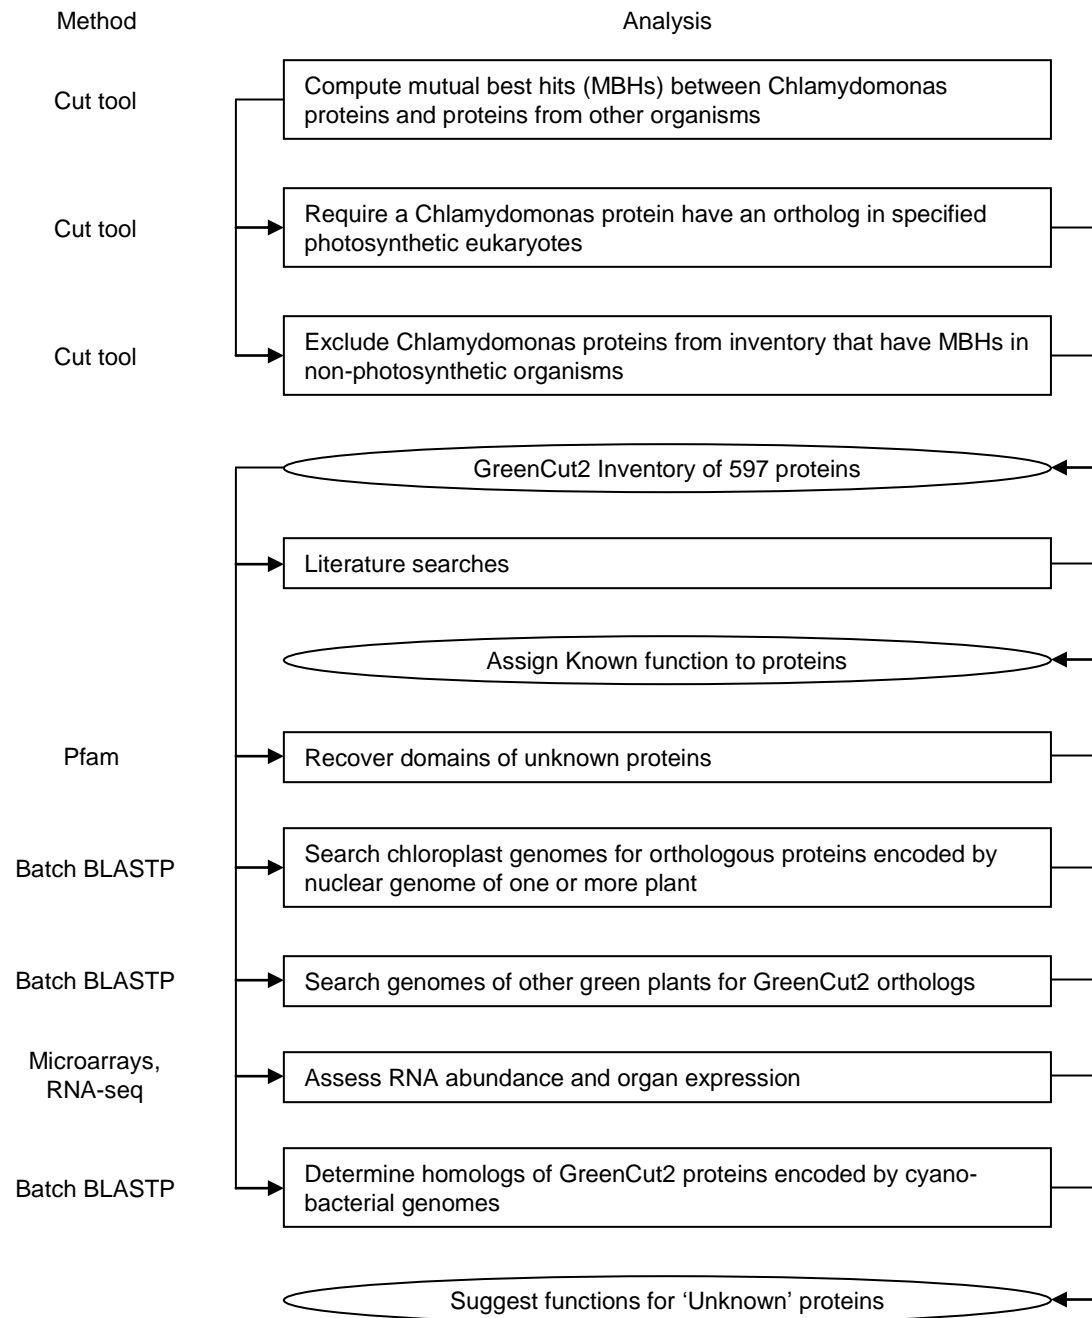 Method
Analysis
Cut tool
Compute mutual best hits (MBHs) between Chlamydomonas
proteins and proteins from other organisms
Cut tool
Require a Chlamydomonas protein have an ortholog in specified
photosynthetic eukaryotes
Cut tool
Exclude Chlamydomonas proteins from inventory that have MBHs in
non-photosynthetic organisms
GreenCut2 Inventory of 597 proteins
Literature searches
Assign Known function to proteins
Pfam
Recover domains of unknown proteins
Batch BLASTP
Search chloroplast genomes for orthologous proteins encoded by
nuclear genome of one or more plant
Batch BLASTP
Search genomes of other green plants for GreenCut2 orthologs
Microarrays,
RNA-seq
Assess RNA abundance and organ expression
Batch BLASTP
Determine homologs of GreenCut2 proteins encoded by cyano-
bacterial genomes
Suggest functions for ‘Unknown’ proteins